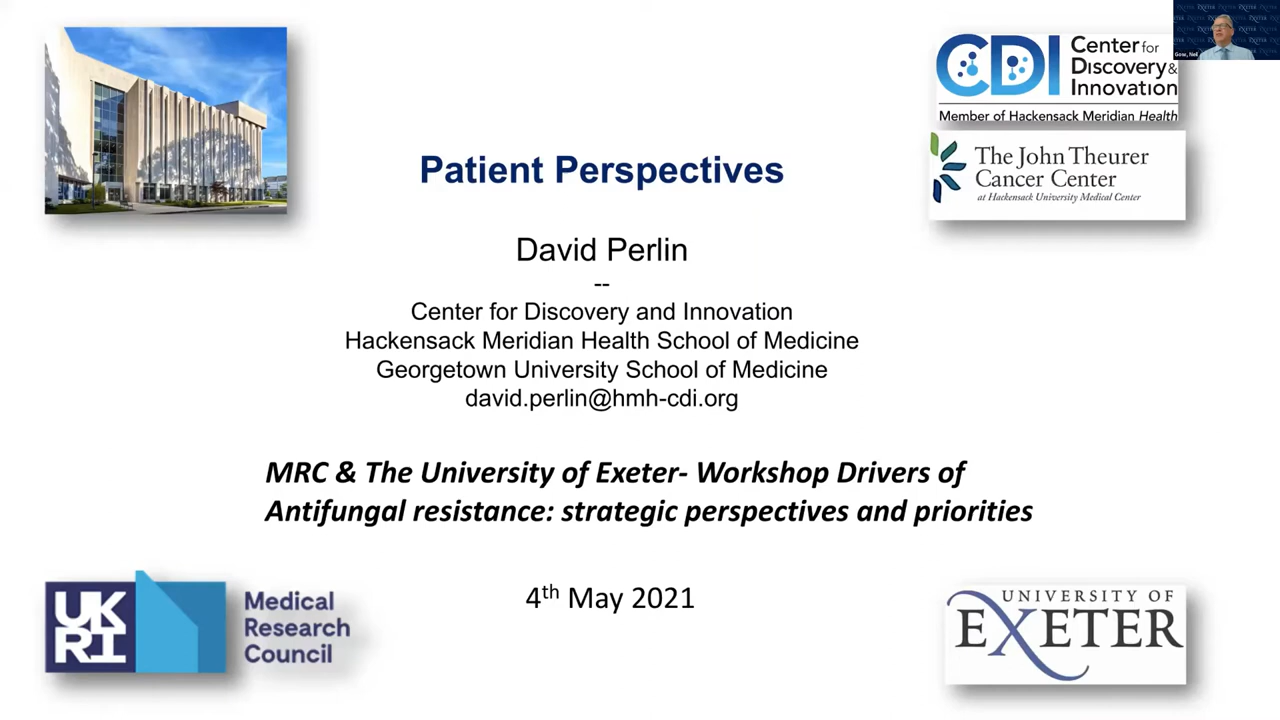 Patient Perspectives
David Perlin
--
Center for Discovery and Innovation
Hackensack Meridian Health School of Medicine
Georgetown University School of Medicine
david.perlin@hmh-cdi.org
MRC & The University of Exeter- Workshop Drivers of
Antifungal resistance: strategic perspectives and priorities
4th May 2021
CDI
Center for
Discovery &
Innovation
Member of Hackensack Meridian Health
The John Theurer
Cancer Center
at Hackensack University Medical Center
UK
RI
Medical
Research
Council
UNIVERSITY OF
EXETER
Gow, Neil